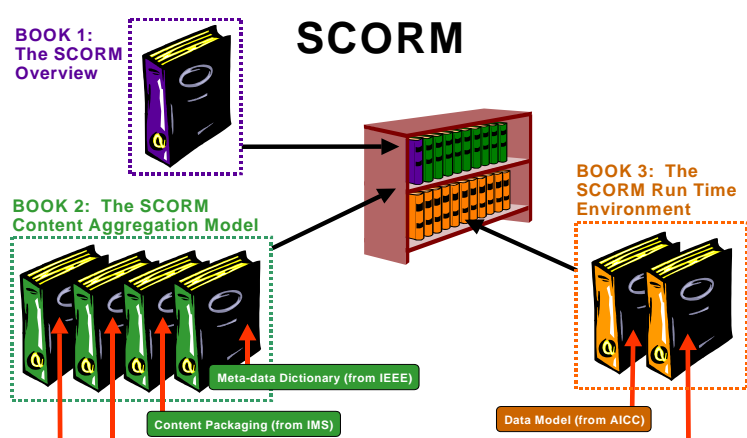 SCORM
BOOK 1:
The SCORM
Overview
BOOK 3: The
SCORM Run Time
Environment
BOOK 2: The SCORM
Content Aggregation Model
Meta-data Dictionary (from IEEE)
Content Packaging (from IMS)
Data Model (from AICC)